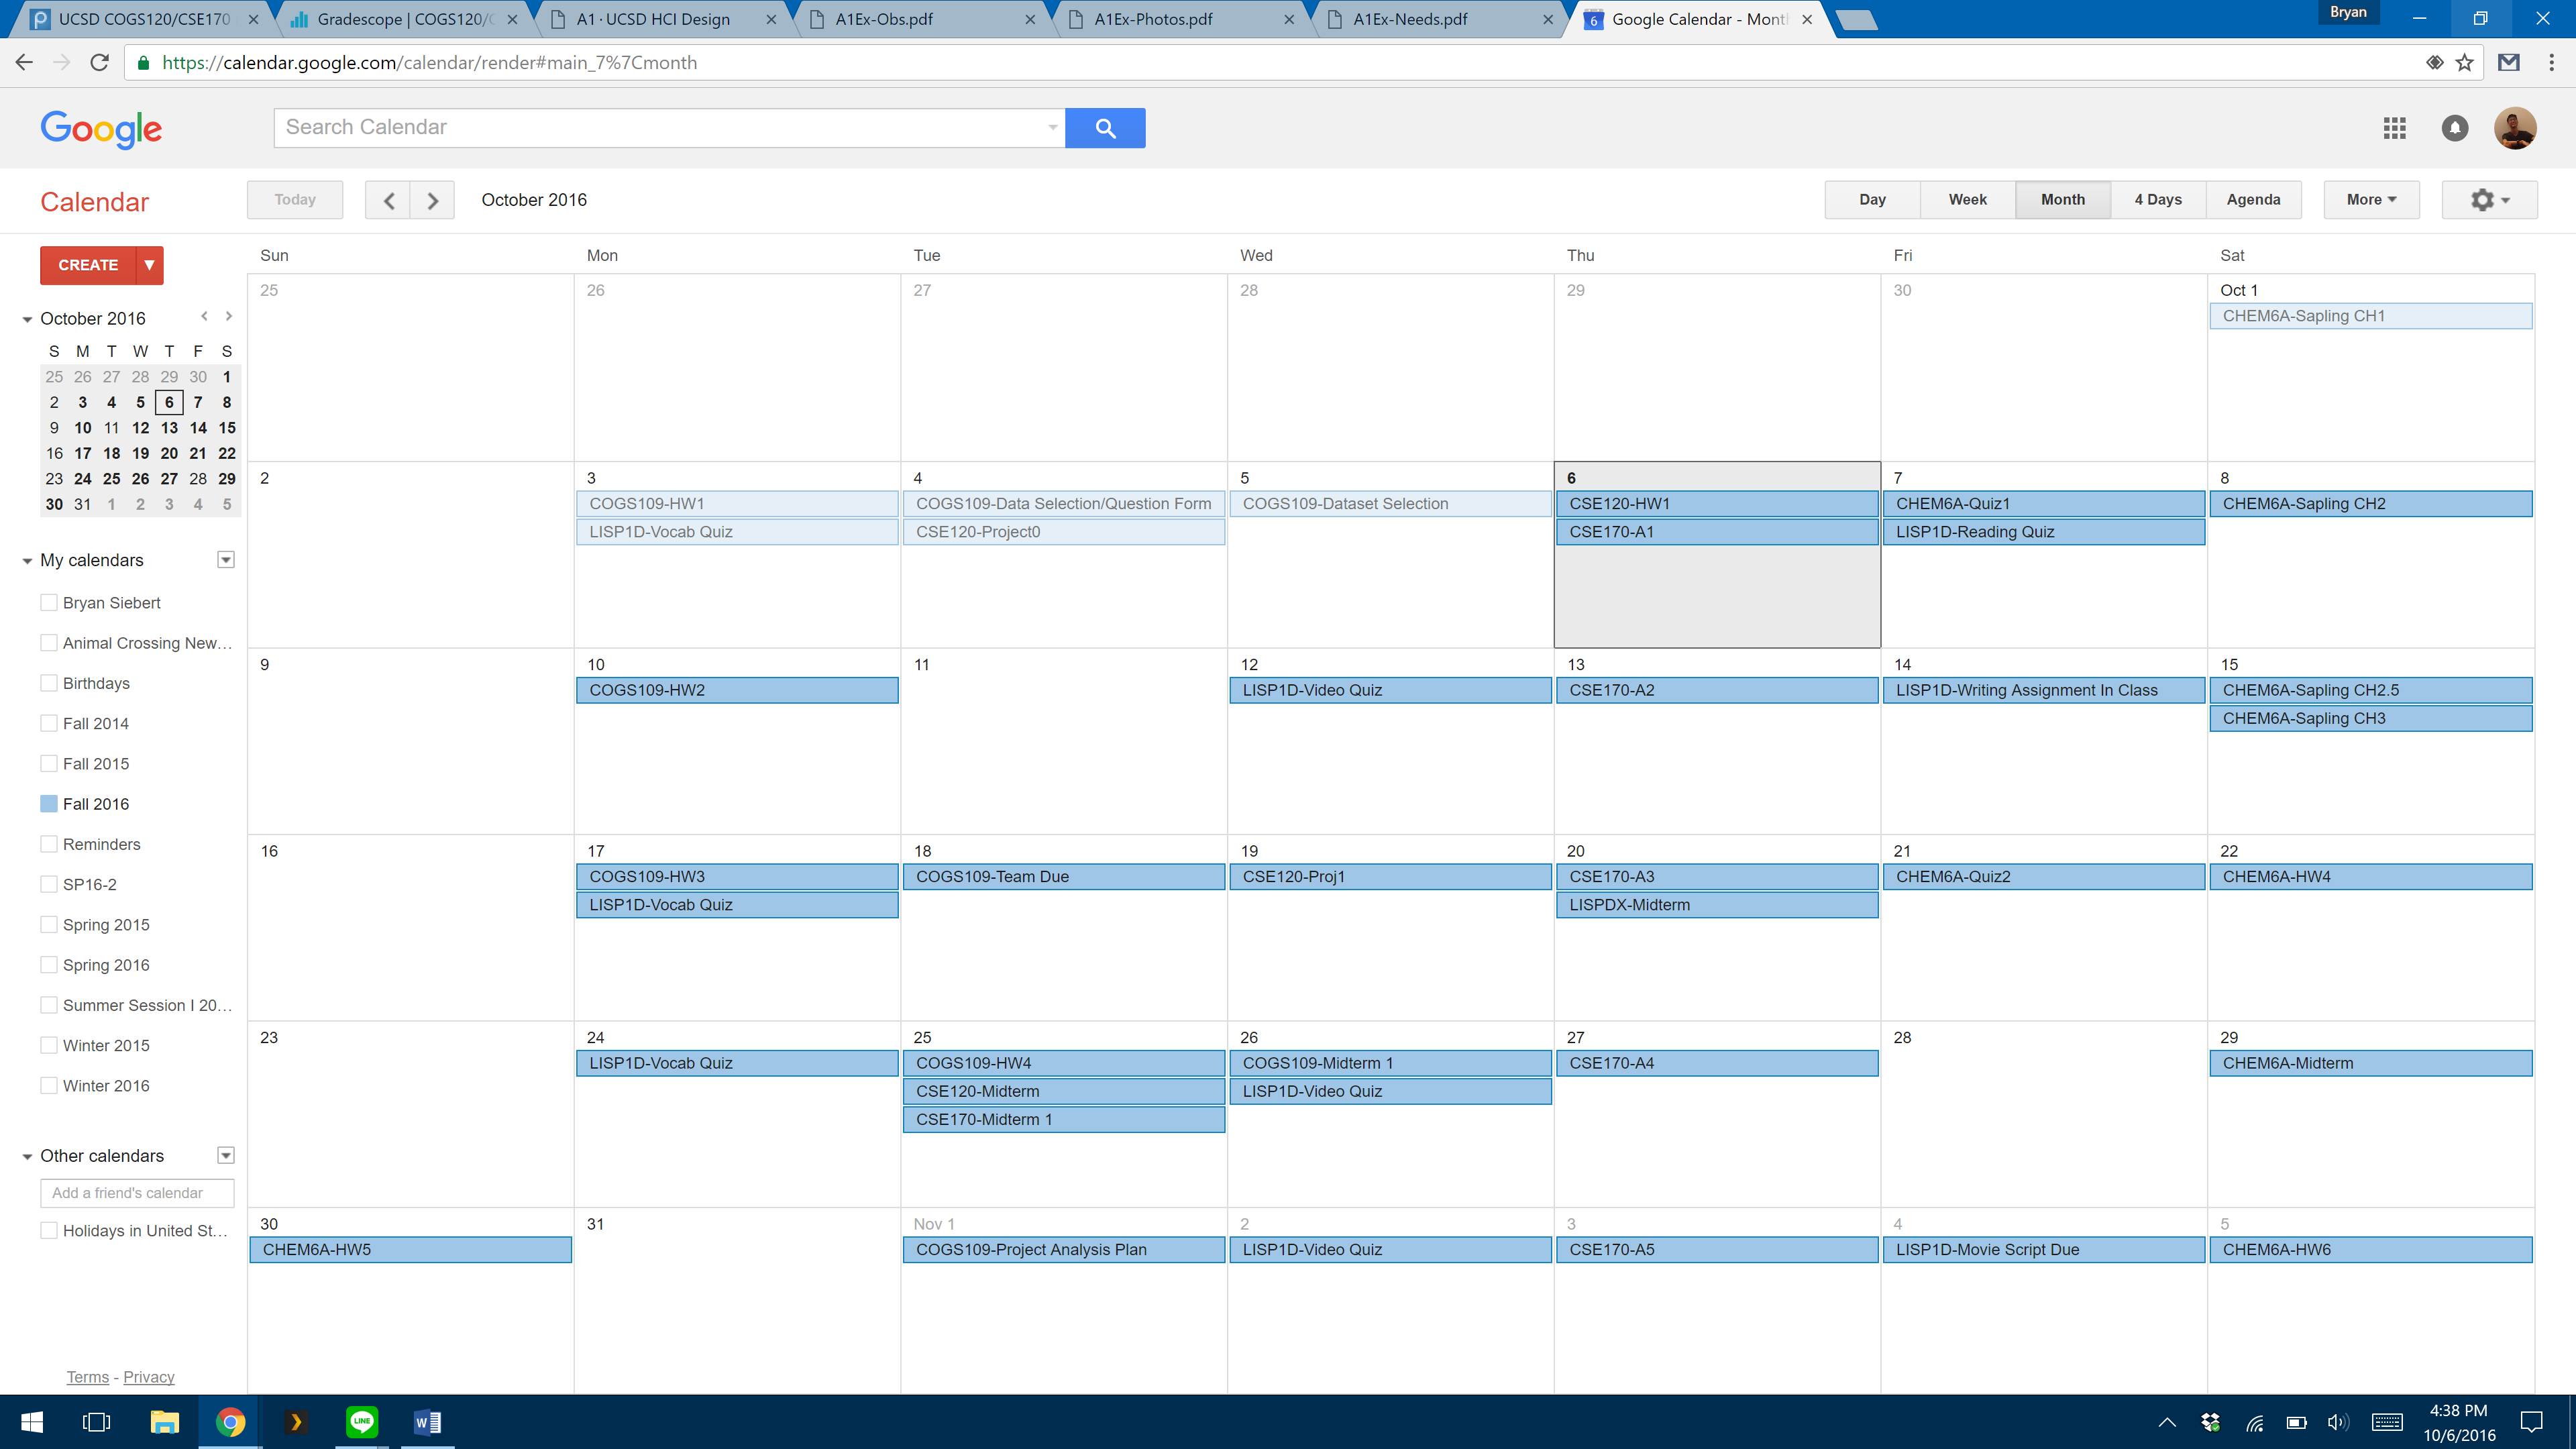 UCSD COGS120/CSE170
Gradescope | COGS120/
A1 · UCSD HCI Design
A1Ex-Obs.pdf
A1Ex-Photos.pdf
A1Ex-Needs.pdf
6 Google Calendar - Mont
Bryan
https://calendar.google.com/calendar/render#main_7%7Cmonth
Google
Search Calendar
Calendar
Today
October 2016
Day Week Month 4 Days Agenda
More
CREATE
October 2016
S M T W T F S
25 26 27 28 29 30 1
2 3 4 5 6 7 8
9 10 11 12 13 14 15
16 17 18 19 20 21 22
23 24 25 26 27 28 29
30 31 1 2 3 4 5
My calendars
Bryan Siebert
Animal Crossing New…
Birthdays
Fall 2014
Fall 2015
Fall 2016
Reminders
SP16-2
Spring 2015
Spring 2016
Summer Session I 20…
Winter 2015
Winter 2016
Other calendars
Add a friend's calendar
Holidays in United St…
Terms - Privacy
Sun Mon Tue Wed Thu Fri Sat
25 26 27 28 29 30 Oct 1
CHEM6A-Sapling CH1
2 3 4 5 6 7 8
COGS109-HW1 COGS109-Data Selection/Question Form COGS109-Dataset Selection CSE120-HW1 CHEM6A-Quiz1 CHEM6A-Sapling CH2
LISP1D-Vocab Quiz CSE120-Project0 CSE170-A1 LISP1D-Reading Quiz
9 10 11 12 13 14 15
COGS109-HW2 LISP1D-Video Quiz CSE170-A2 LISP1D-Writing Assignment In Class CHEM6A-Sapling CH2.5
CHEM6A-Sapling CH3
16 17 18 19 20 21 22
COGS109-HW3 COGS109-Team Due CSE120-Proj1 CSE170-A3 CHEM6A-Quiz2 CHEM6A-HW4
LISP1D-Vocab Quiz LISPDX-Midterm
23 24 25 26 27 28 29
LISP1D-Vocab Quiz COGS109-HW4 COGS109-Midterm 1 CSE170-A4 CHEM6A-Midterm
CSE120-Midterm LISP1D-Video Quiz
CSE170-Midterm 1
30 31 Nov 1 2 3 4 5
CHEM6A-HW5 COGS109-Project Analysis Plan LISP1D-Video Quiz CSE170-A5 LISP1D-Movie Script Due CHEM6A-HW6
LINE
W
4:38 PM
10/6/2016